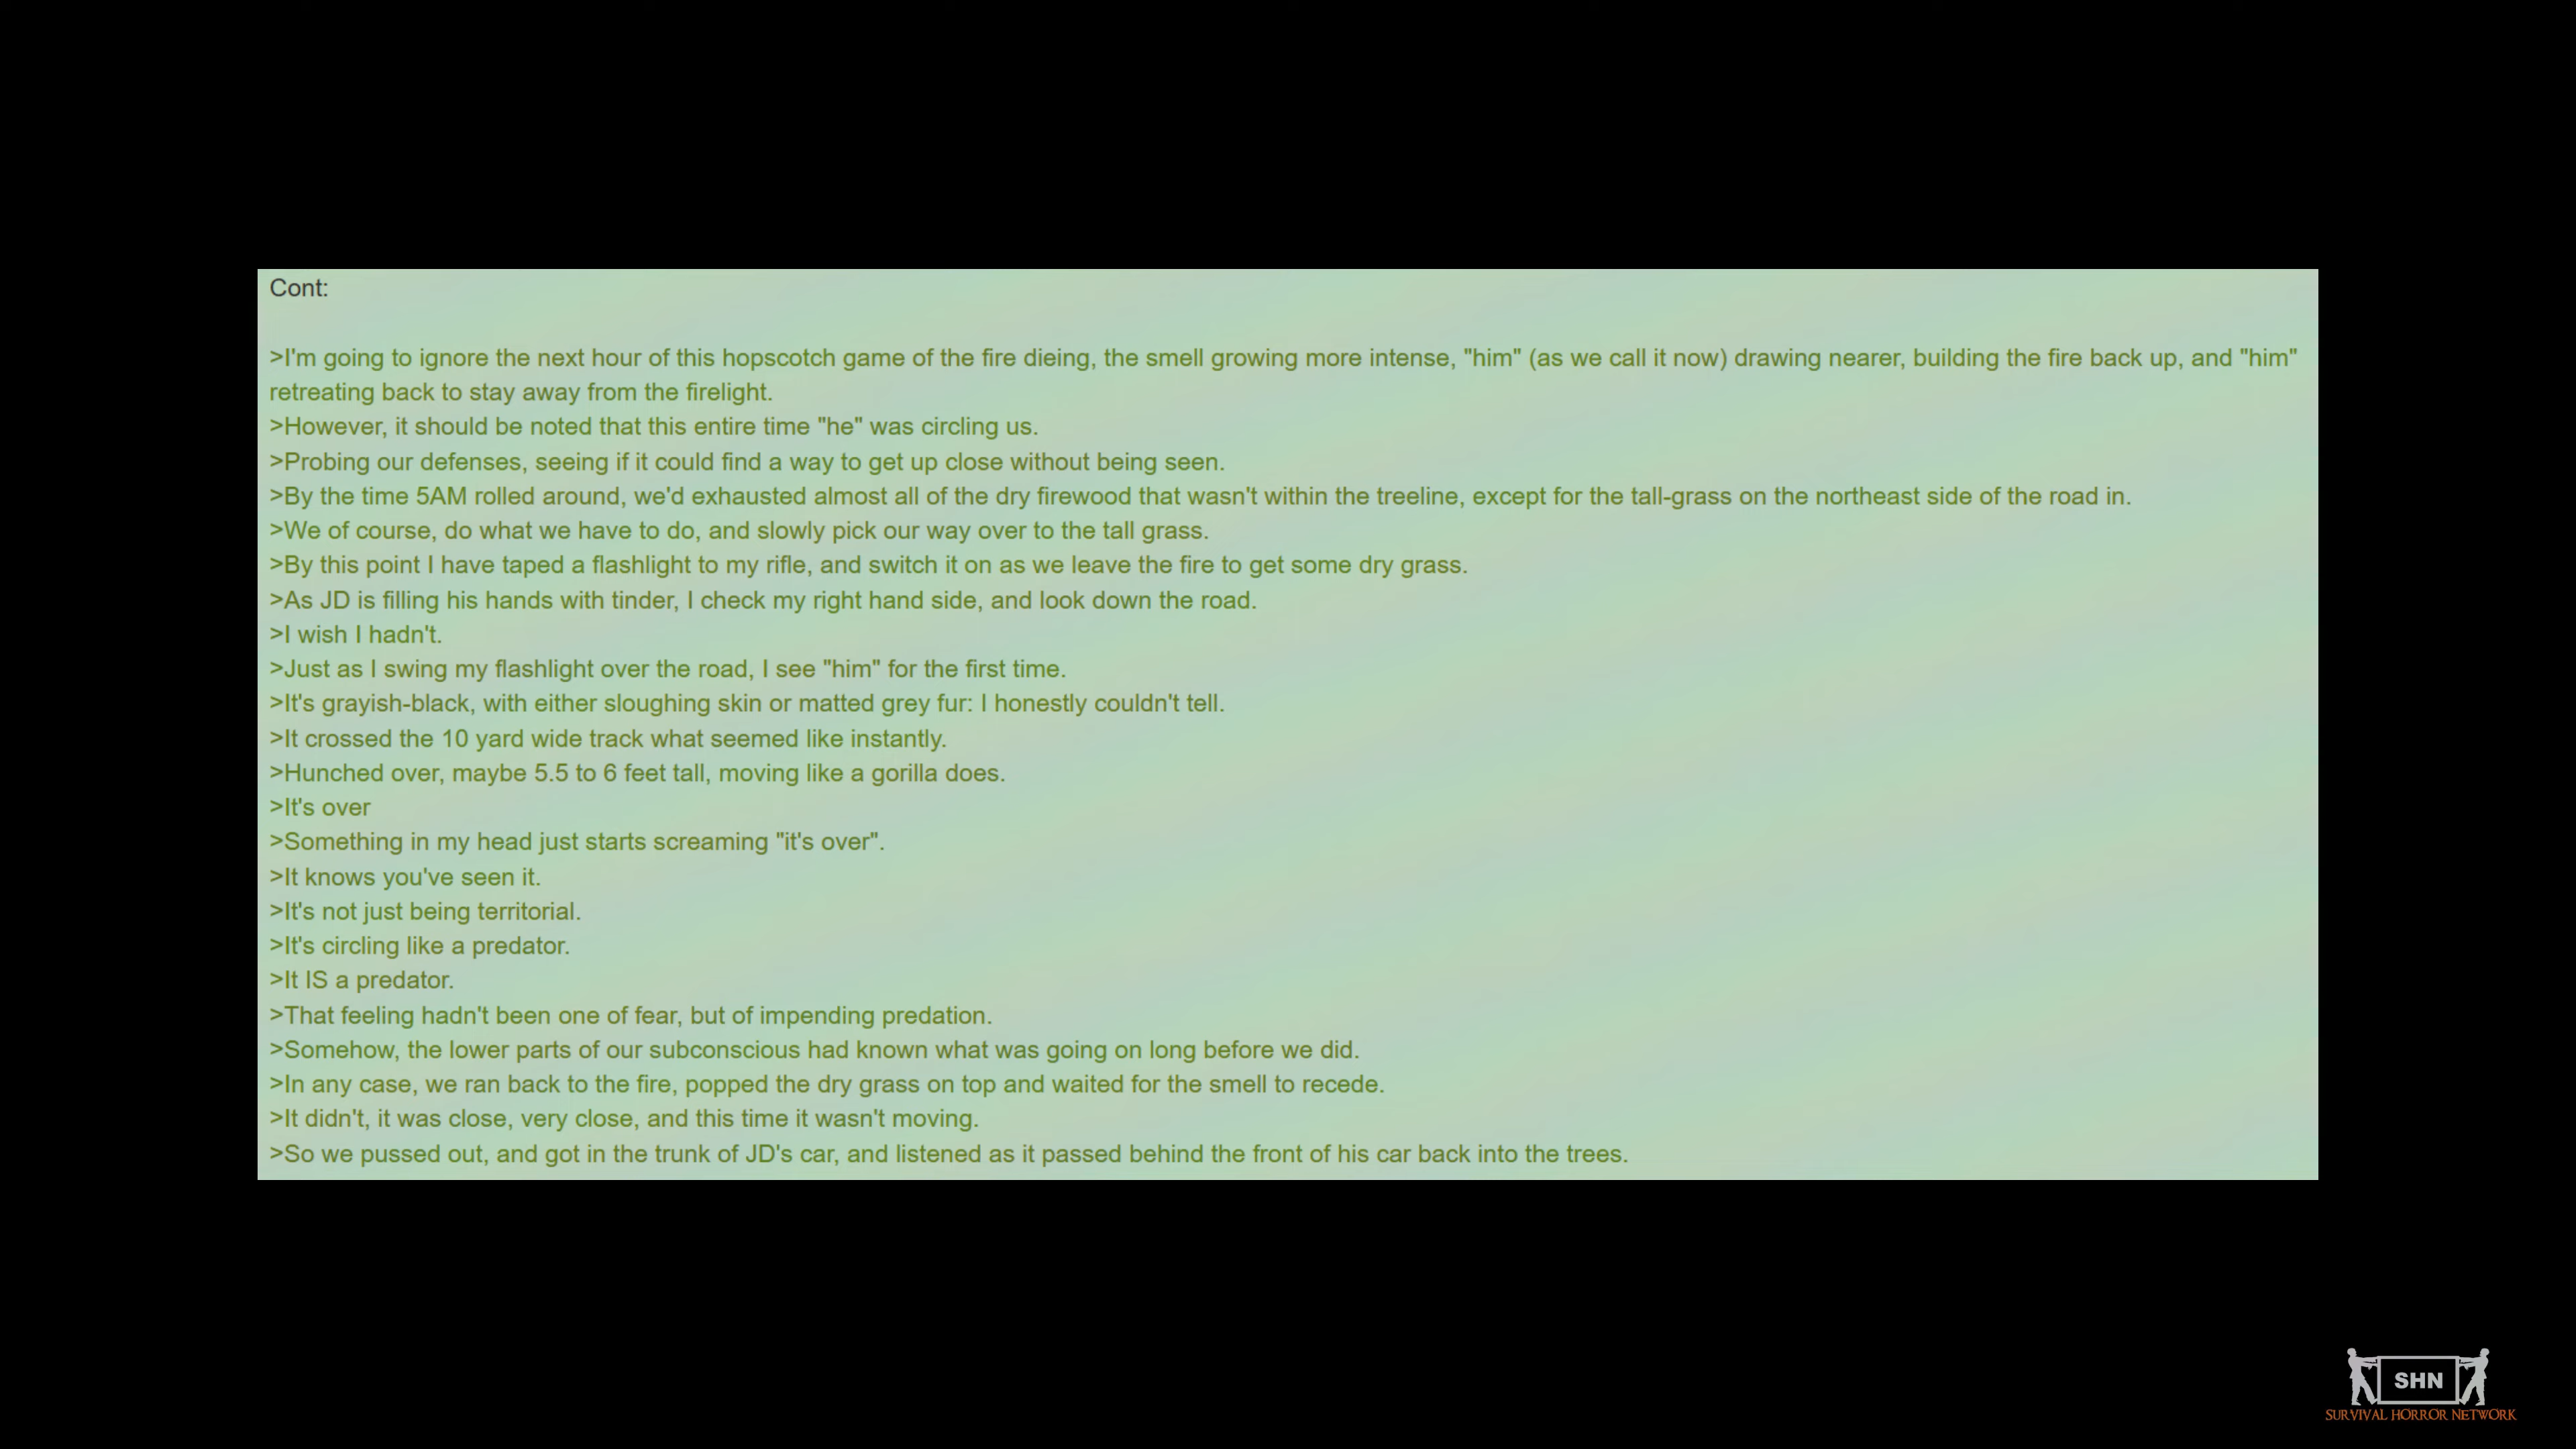 Cont:
>I'm going to ignore the next hour of this hopscotch game of the fire dieing, the smell growing more intense, "him" (as we call it now) drawing nearer, building the fire back up, and "him"
retreating back to stay away from the firelight.
>However, it should be noted that this entire time "he" was circling us.
>Probing our defenses, seeing if it could find a way to get up close without being seen.
>By the time 5AM rolled around, we'd exhausted almost all of the dry firewood that wasn't within the treeline, except for the tall-grass on the northeast side of the road in.
>We of course, do what we have to do, and slowly pick our way over to the tall grass.
>By this point I have taped a flashlight to my rifle, and switch it on as we leave the fire to get some dry grass.
>As JD is filling his hands with tinder, I check my right hand side, and look down the road.
>I wish I hadn't.
>Just as I swing my flashlight over the road, I see "him" for the first time.
>It's grayish-black, with either sloughing skin or matted grey fur: I honestly couldn't tell.
>It crossed the 10 yard wide track what seemed like instantly.
>Hunched over, maybe 5.5 to 6 feet tall, moving like a gorilla does.
>It's over
>Something in my head just starts screaming "it's over".
>It knows you've seen it.
>It's not just being territorial.
>It's circling like a predator.
>It IS a predator.
>That feeling hadn't been one of fear, but of impending predation.
>Somehow, the lower parts of our subconscious had known what was going on long before we did.
>In any case, we ran back to the fire, popped the dry grass on top and waited for the smell to recede.
>It didn't, it was close, very close, and this time it wasn't moving.
>So we pussed out, and got in the trunk of JD's car, and listened as it passed behind the front of his car back into the trees.
SHN
SURVIVAL HORROR NETWORK